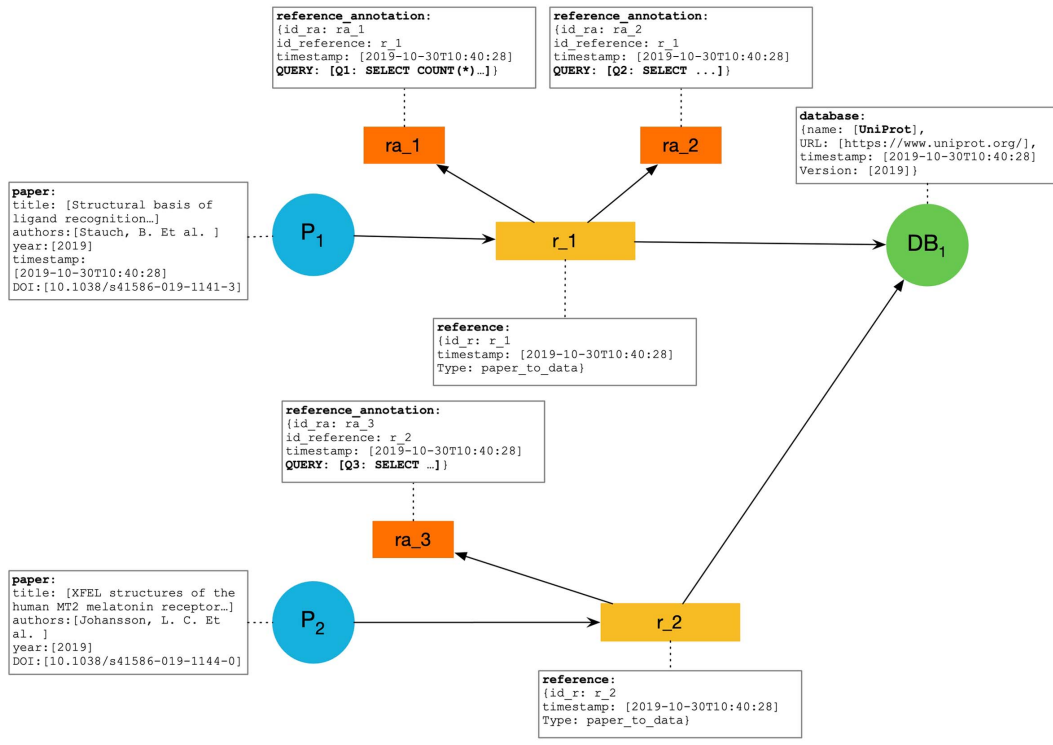 reference_annotation:
{id_ra: ra_1
id_reference: r_1
timestamp: [2019-10-30T10:40:28]
QUERY: [Q1: SELECT COUNT(*)…]}
reference_annotation:
{id_ra: ra_2
id_reference: r_1
timestamp: [2019-10-30T10:40:28]
QUERY: [Q2: SELECT ...]}
database:
{name: [UniProt],
URL: [https://www.uniprot.org/],
timestamp: [2019-10-30T10:40:28]
Version: [2019]}
ra_1
ra_2
paper:
title: [Structural basis of
ligand recognition…]
authors:[Stauch, B. Et al. ]
year:[2019]
timestamp:
[2019-10-30T10:40:28]
DOI:[10.1038/s41586-019-1141-3]
P1
r_1
DB1
reference:
{id_r: r_1
timestamp: [2019-10-30T10:40:28]
Type: paper_to_data}
reference_annotation:
{id_ra: ra_3
id_reference: r_2
timestamp: [2019-10-30T10:40:28]
QUERY: [Q3: SELECT …]}
ra_3
paper:
title: [XFEL structures of the
human MT2 melatonin receptor…]
authors:[Johansson, L. C. Et
al. ]
year:[2019]
DOI:[10.1038/s41586-019-1144-0]
P2
r_2
reference:
{id_r: r_2
timestamp: [2019-10-30T10:40:28]
Type: paper_to_data}